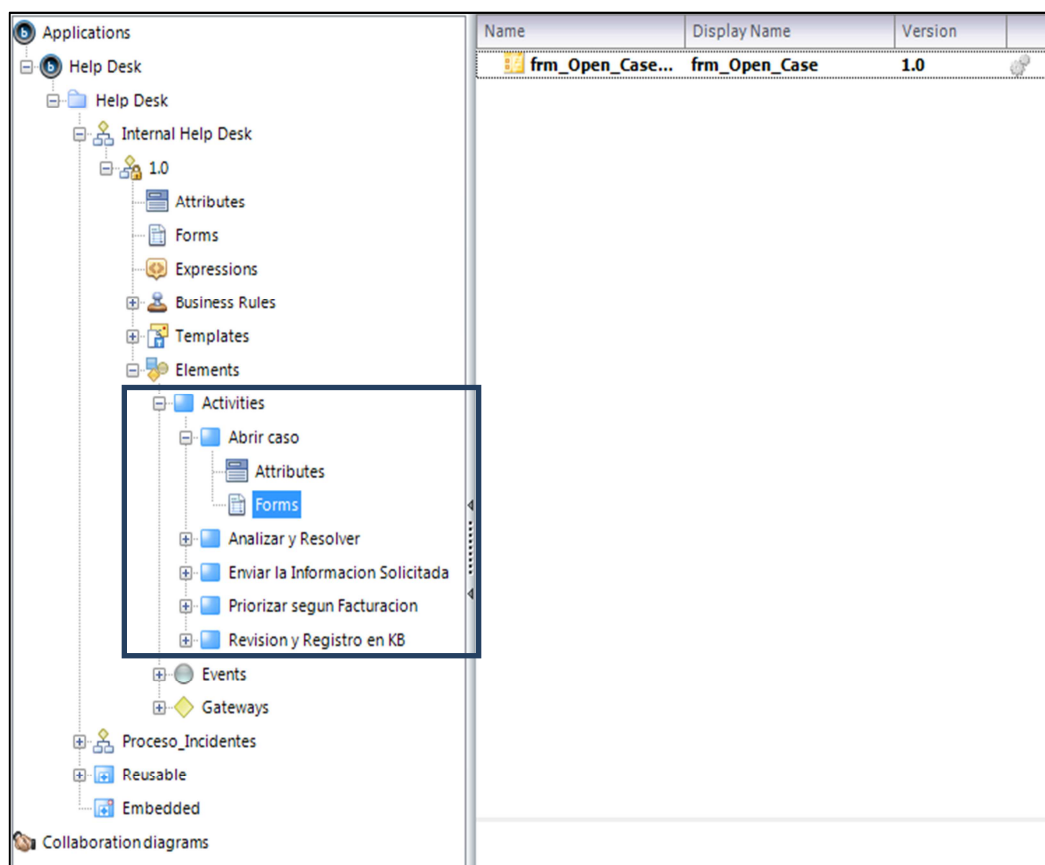 Applications
Name Display Name Version
Help Desk
frm_Open_Case... frm_Open_Case 1.0
Help Desk
Internal Help Desk
1.0
Attributes
Forms
Expressions
Business Rules
Templates
Elements
Activities
Abrir caso
Attributes
Forms
Analizar y Resolver
Enviar la Informacion Solicitada
Priorizar segun Facturacion
Revision y Registro en KB
Events
Gateways
Proceso_Incidentes
Reusable
Embedded
Collaboration diagrams